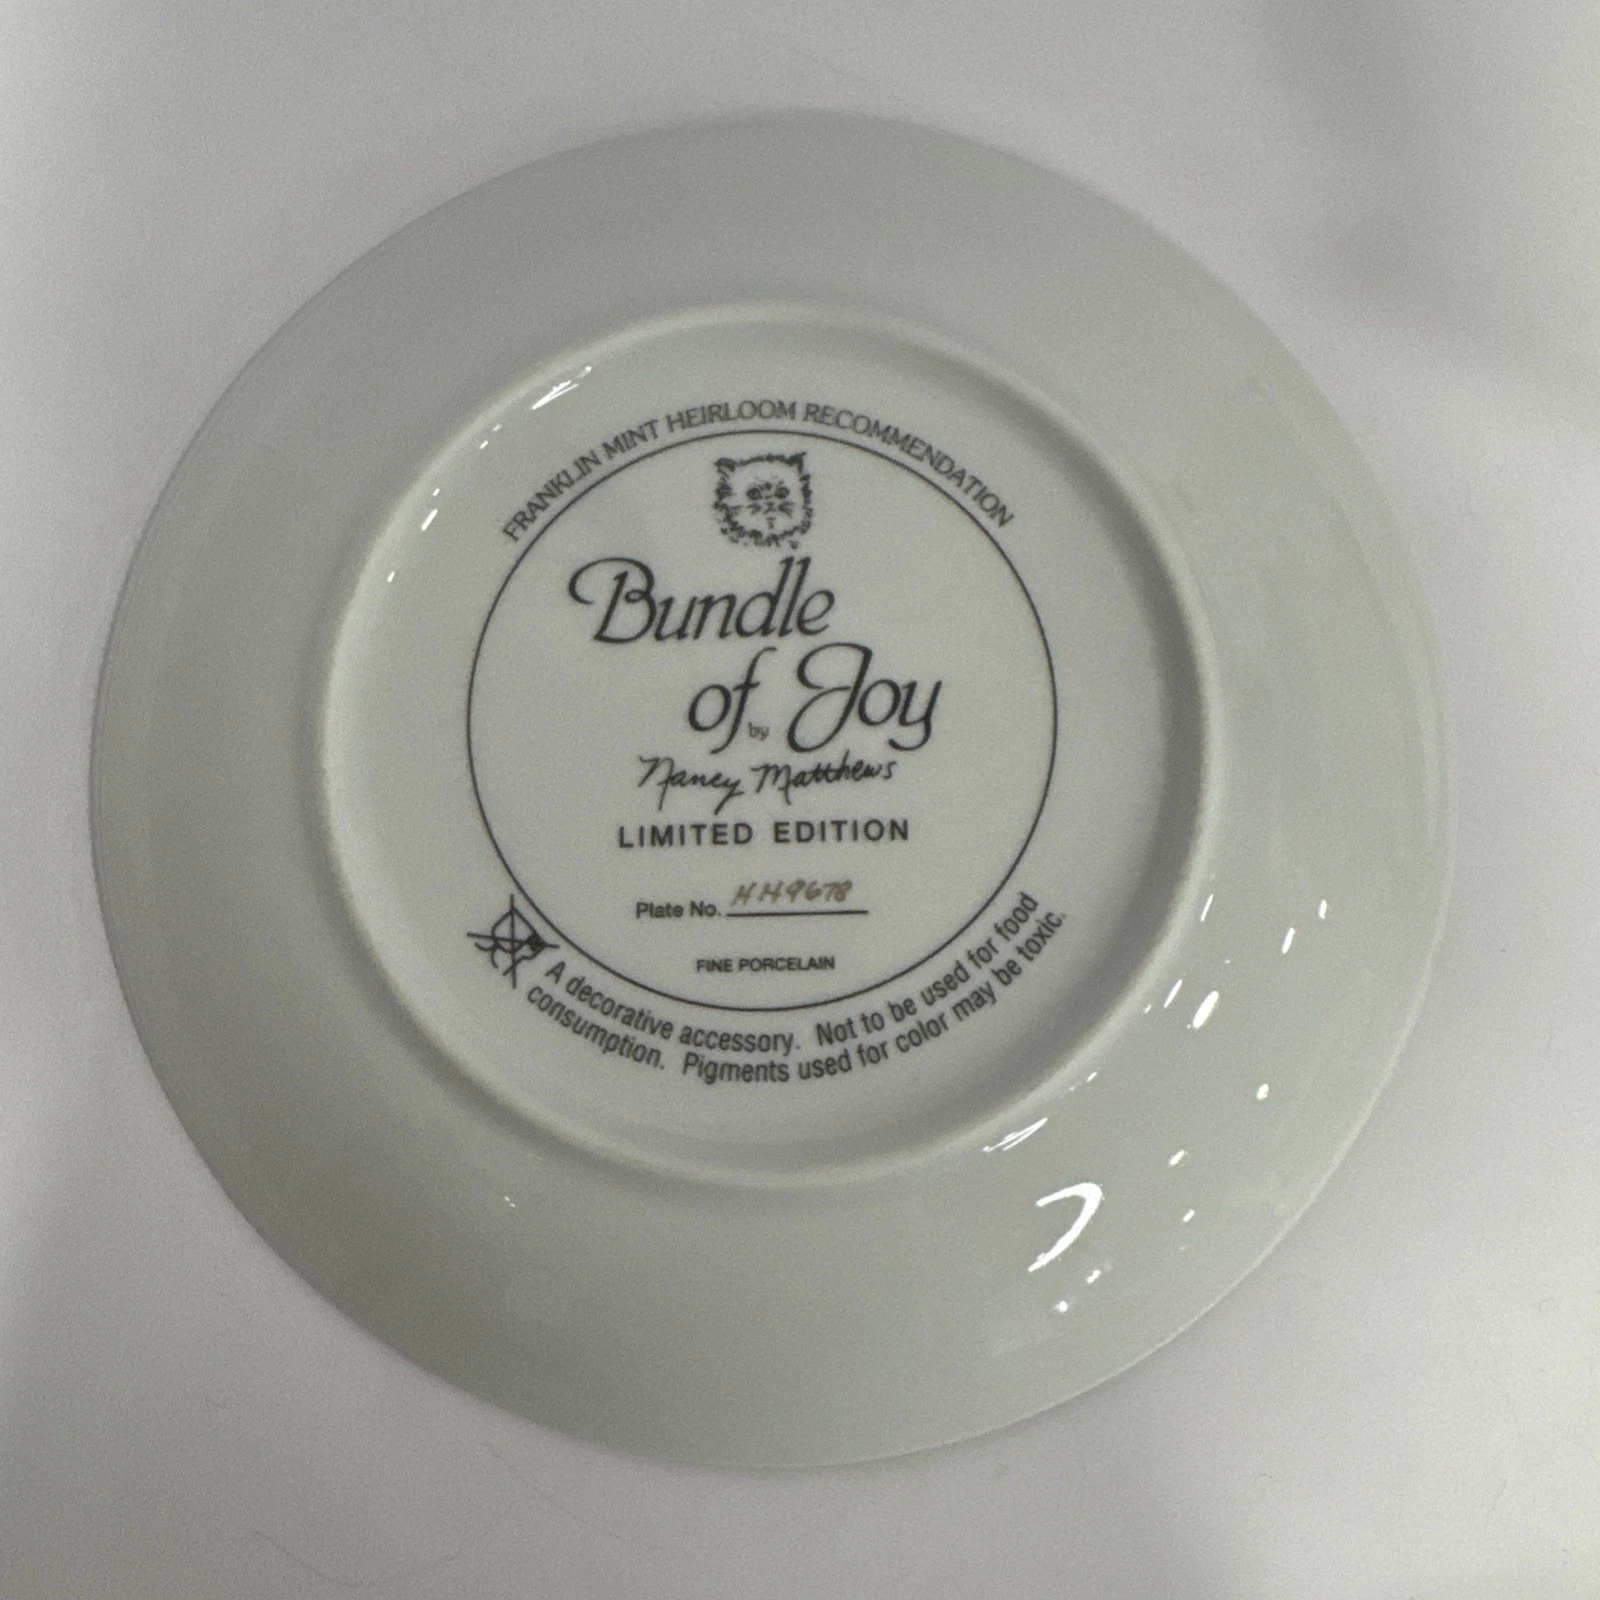 FRANKLIN MINT HEIRLOOM RECOMMENDATION
Bundle
of Joy
by
Nancy Matthews
LIMITED EDITION
Plate No. HH9678
FINE PORCELAIN
A decorative accessory. Not to be used for food
consumption. Pigments used for color may be toxic.